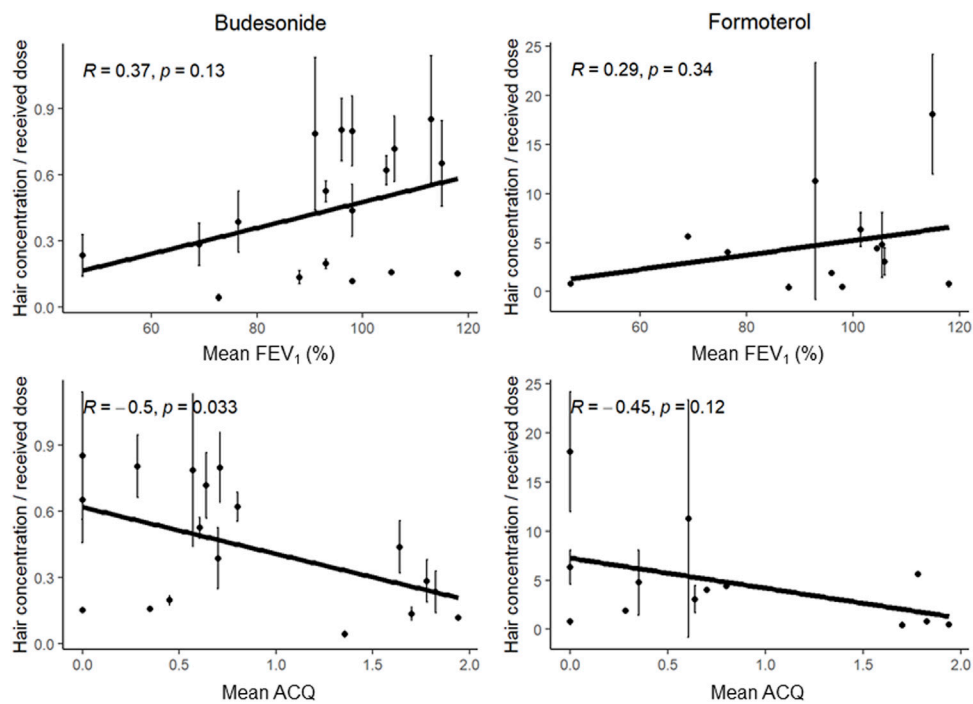 Budesonide
Hair concentration / received dose
0.9
0.6
0.3
0.0
R = 0.37, p = 0.13
60 80 100 120
Mean FEV₁ (%)
Formoterol
Hair concentration / received dose
25
20
15
10
5
0
R = 0.29, p = 0.34
60 80 100 120
Mean FEV₁ (%)
Hair concentration / received dose
0.9
0.6
0.3
0.0
R = −0.5, p = 0.033
0.0 0.5 1.0 1.5 2.0
Mean ACQ
Hair concentration / received dose
25
20
15
10
5
0
R = −0.45, p = 0.12
0.0 0.5 1.0 1.5 2.0
Mean ACQ